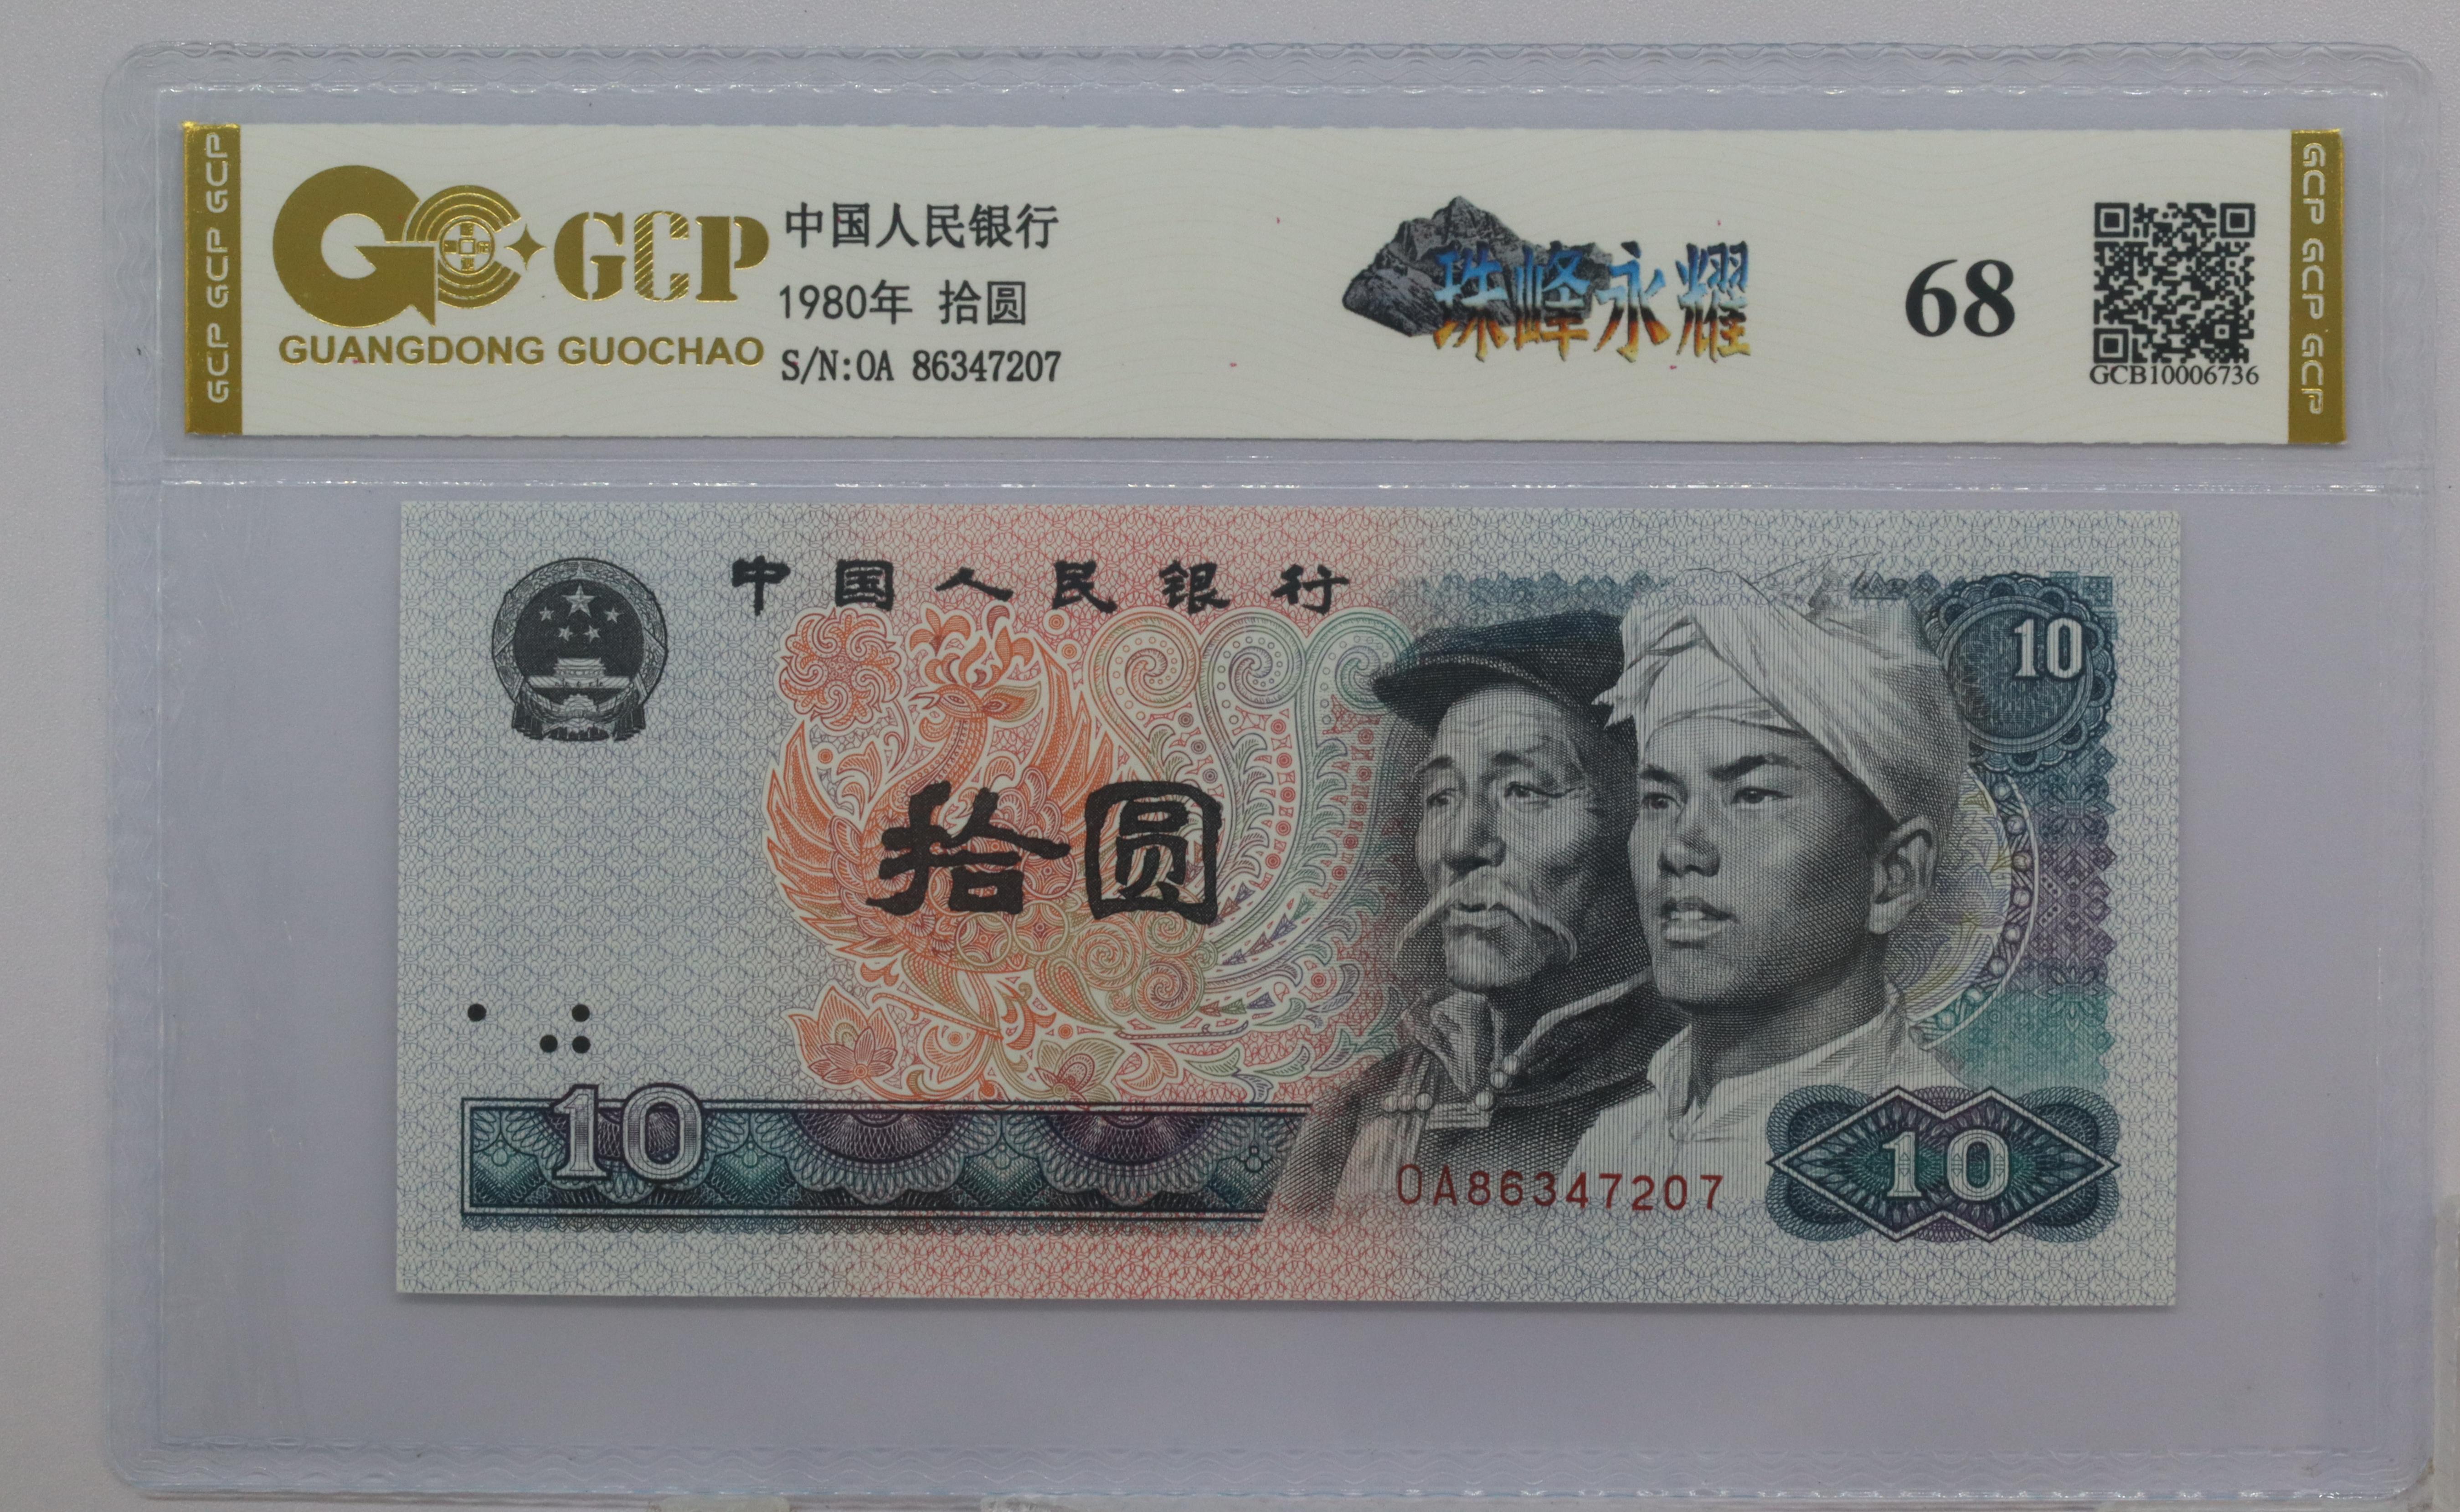 GCP GCP GCP
GCP
GUANGDONG GUOCHAO
中国人民银行
1980年 拾圆
S/N:OA 86347207
珠峰永耀
68
GCB10006736
GCP GCP GCP
中国人民银行
10
拾圆
10
OA86347207
10